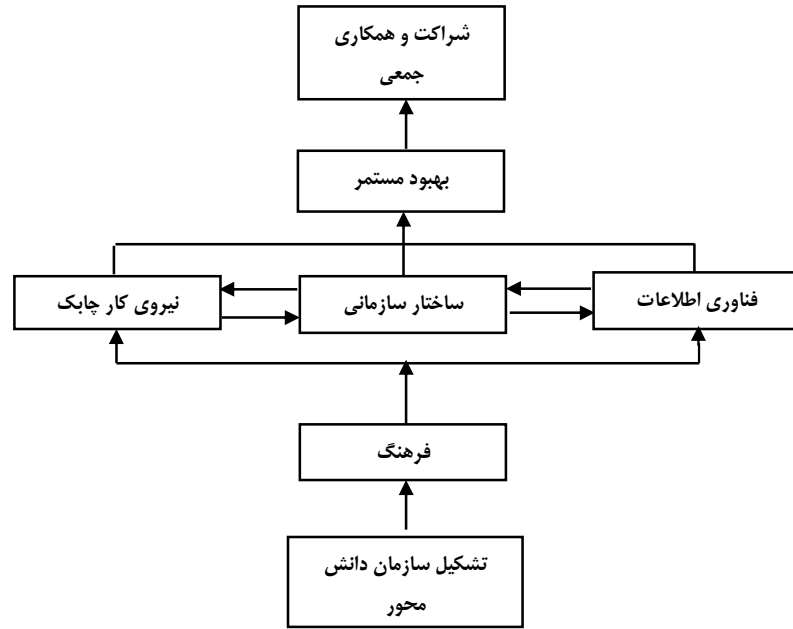 شراکت و همکاری
جمعی
بهبود مستمر
فناوری اطلاعات
ساختار سازمانی
نیروی کار چابک
فرهنگ
تشکیل سازمان دانش
محور